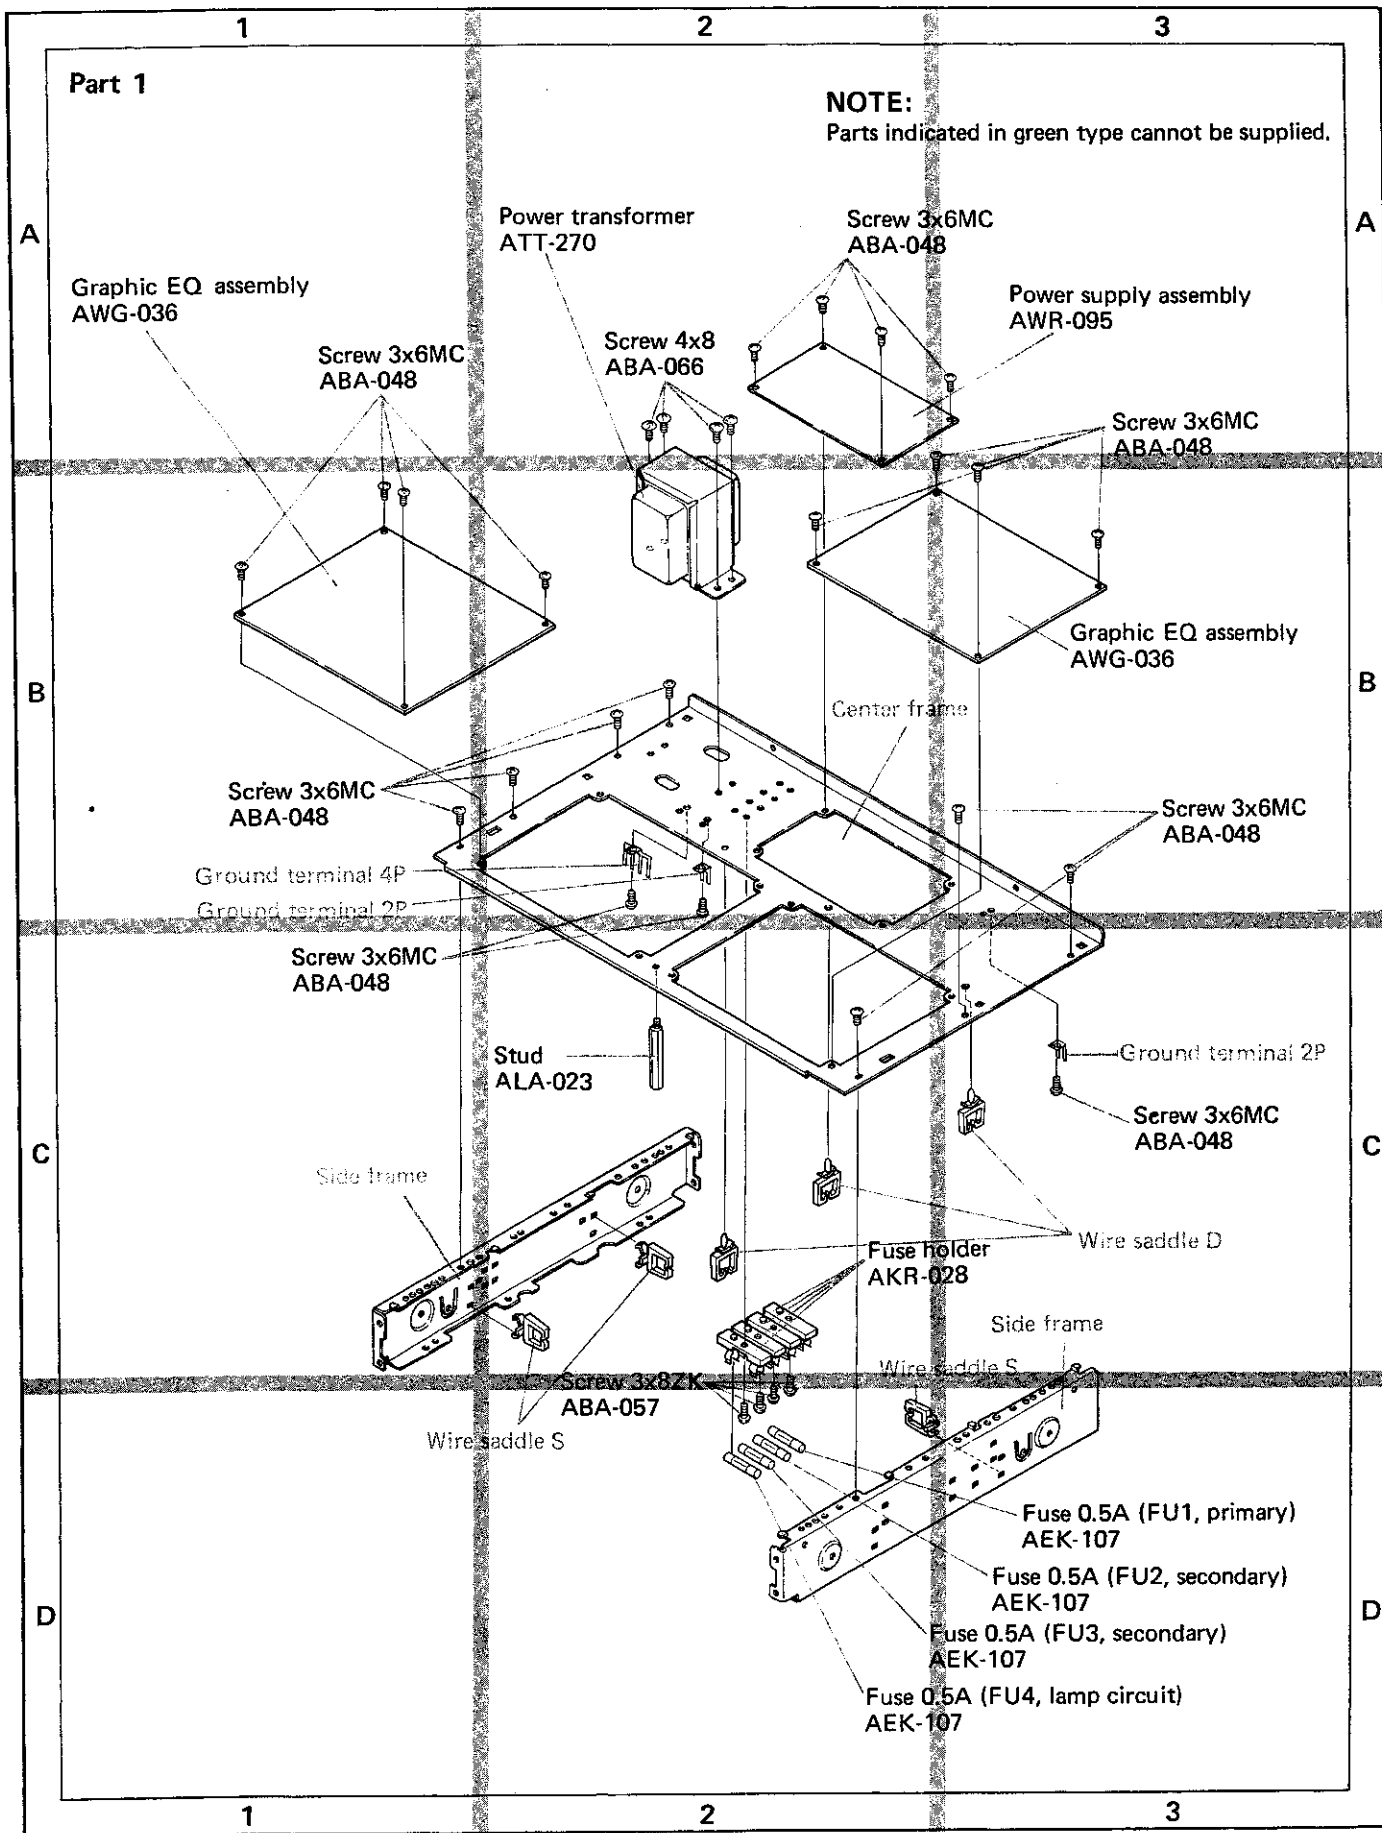 1 2 3
Part 1
NOTE:
Parts indicated in green type cannot be supplied.
A
A
Power transformer
ATT-270
Screw 3x6MC
ABA-048
Graphic EQ assembly
AWG-036
Power supply assembly
AWR-095
Screw 3x6MC
ABA-048
Screw 4x8
ABA-066
Screw 3x6MC
ABA-048
Graphic EQ assembly
AWG-036
B
B
Center frame
Screw 3x6MC
ABA-048
Screw 3x6MC
ABA-048
Ground terminal 4P
Ground terminal 2P
Screw 3x6MC
ABA-048
Stud
ALA-023
Ground terminal 2P
Screw 3x6MC
ABA-048
C
C
Side frame
Wire saddle D
Fuse holder
AKR-028
Side frame
Wire saddle S
Screw 3x8ZK
ABA-057
Wire saddle S
Fuse 0.5A (FU1, primary)
AEK-107
Fuse 0.5A (FU2, secondary)
AEK-107
D
D
Fuse 0.5A (FU3, secondary)
AEK-107
Fuse 0.5A (FU4, lamp circuit)
AEK-107
1 2 3